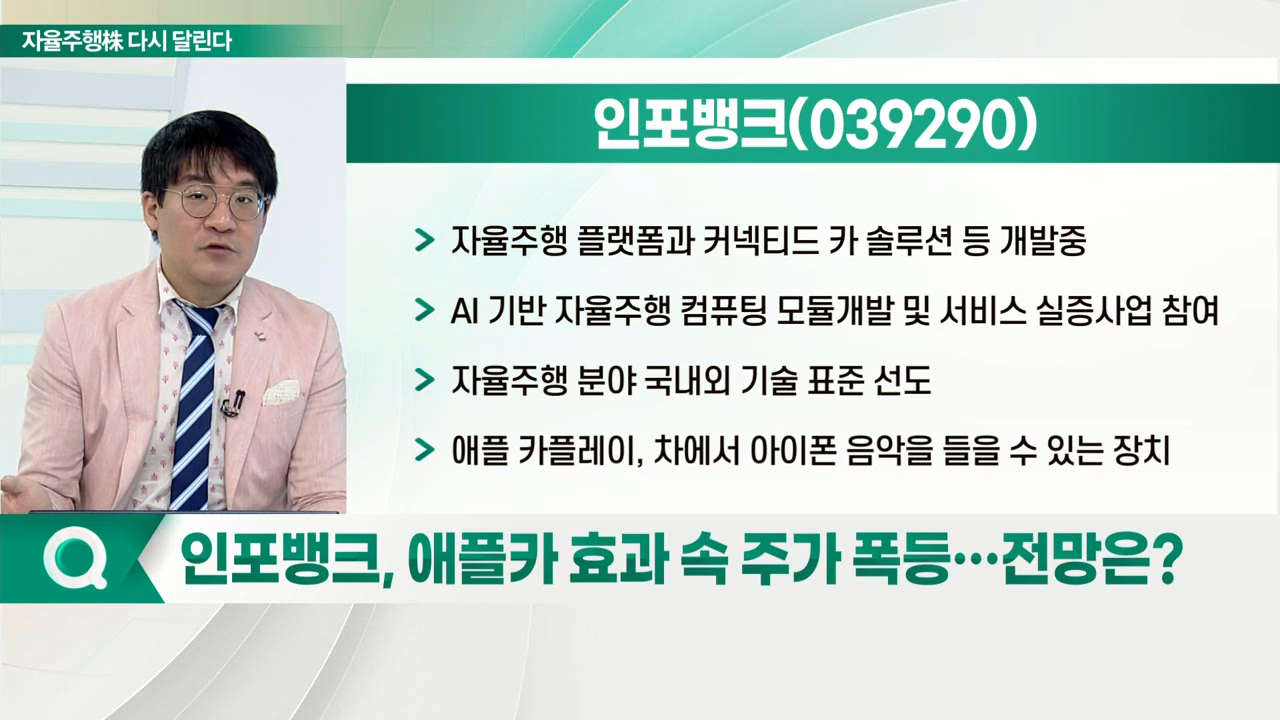 자율주행株 다시 달린다
인포뱅크(039290)
> 자율주행 플랫폼과 커넥티드 카 솔루션 등 개발중
> AI 기반 자율주행 컴퓨팅 모듈개발 및 서비스 실증사업 참여
> 자율주행 분야 국내외 기술 표준 선도
> 애플 카플레이, 차에서 아이폰 음악을 들을 수 있는 장치
Q 인포뱅크, 애플카 효과 속 주가 폭등…전망은?